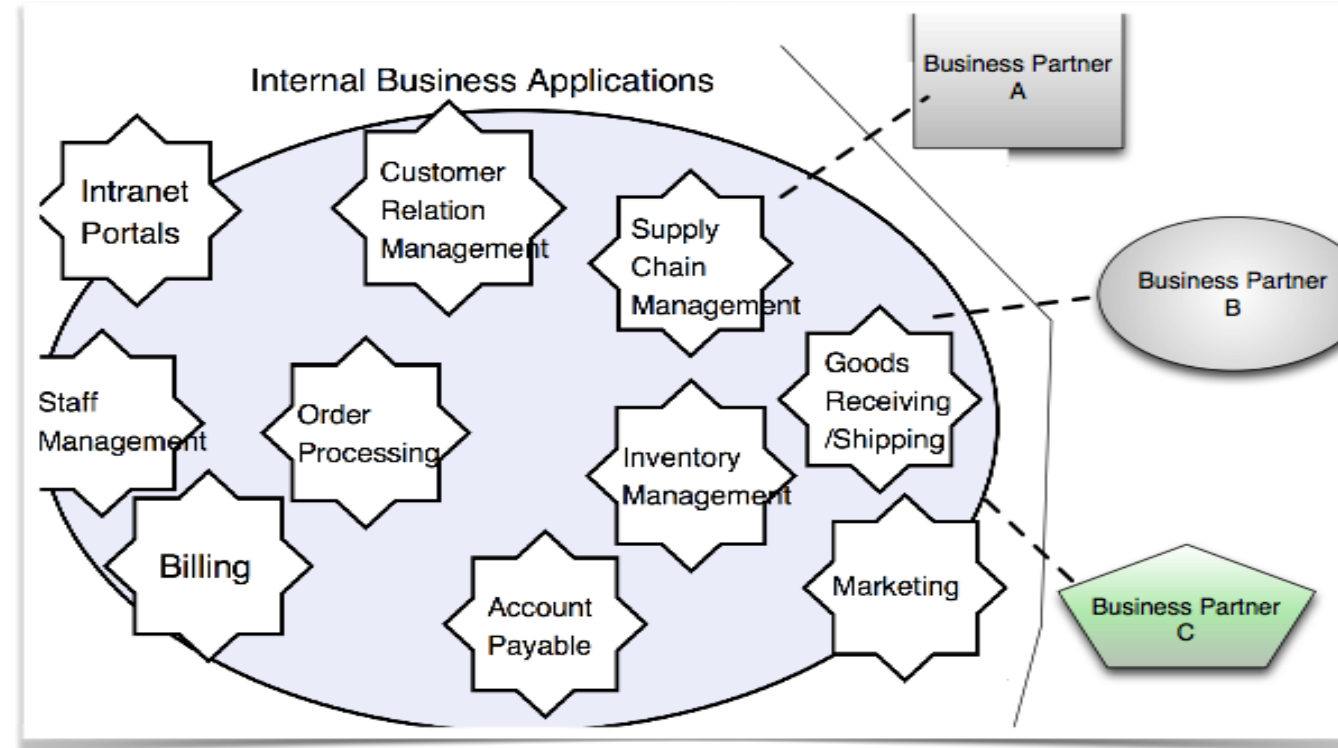 Internal Business Applications
Business Partner
A
Intranet
Portals
Customer
Relation
Management
Supply
Chain
Management
Business Partner
B
Goods
Receiving
/Shipping
Staff
Management
Order
Processing
Inventory
Management
Billing
Account
Payable
Marketing
Business Partner
C